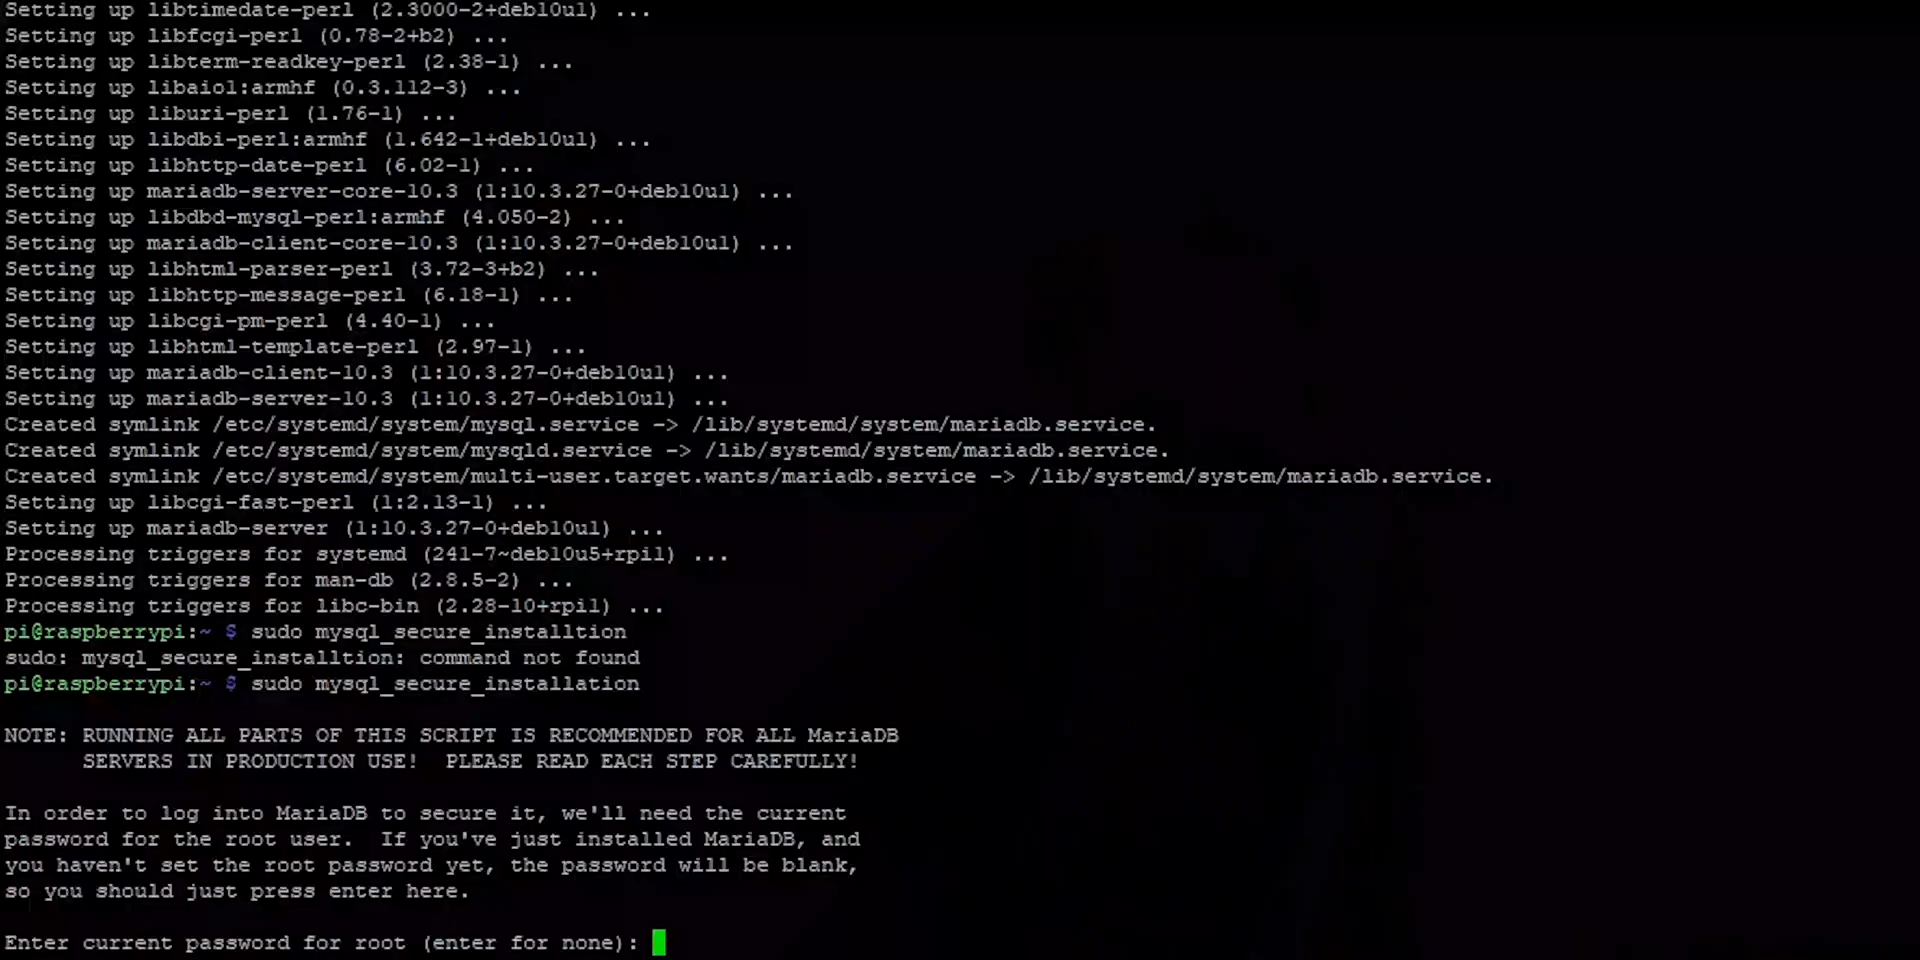 Setting up libtimedate-perl (2.3000-2+deb10u1) ...
Setting up libfcgi-perl (0.78-2+b2) ...
Setting up libterm-readkey-perl (2.38-1) ...
Setting up libaio1:armhf (0.3.112-3) ...
Setting up liburi-perl (1.76-1) ...
Setting up libdbi-perl:armhf (1.642-1+deb10u1) ...
Setting up libhttp-date-perl (6.02-1) ...
Setting up mariadb-server-core-10.3 (1:10.3.27-0+deb10u1) ...
Setting up libdbd-mysql-perl:armhf (4.050-2) ...
Setting up mariadb-client-core-10.3 (1:10.3.27-0+deb10u1) ...
Setting up libhtml-parser-perl (3.72-3+b2) ...
Setting up libhttp-message-perl (6.18-1) ...
Setting up libcgi-pm-perl (4.40-1) ...
Setting up libhtml-template-perl (2.97-1) ...
Setting up mariadb-client-10.3 (1:10.3.27-0+deb10u1) ...
Setting up mariadb-server-10.3 (1:10.3.27-0+deb10u1) ...
Created symlink /etc/systemd/system/mysql.service -> /lib/systemd/system/mariadb.service.
Created symlink /etc/systemd/system/mysqld.service -> /lib/systemd/system/mariadb.service.
Created symlink /etc/systemd/system/multi-user.target.wants/mariadb.service -> /lib/systemd/system/mariadb.service.
Setting up libcgi-fast-perl (1:2.13-1) ...
Setting up mariadb-server (1:10.3.27-0+deb10u1) ...
Processing triggers for systemd (241-7~deb10u5+rpi1) ...
Processing triggers for man-db (2.8.5-2) ...
Processing triggers for libc-bin (2.28-10+rpi1) ...
pi@raspberrypi:~ $ sudo mysql_secure_installtion
sudo: mysql_secure_installtion: command not found
pi@raspberrypi:~ $ sudo mysql_secure_installation
NOTE: RUNNING ALL PARTS OF THIS SCRIPT IS RECOMMENDED FOR ALL MariaDB
SERVERS IN PRODUCTION USE!  PLEASE READ EACH STEP CAREFULLY!
In order to log into MariaDB to secure it, we'll need the current
password for the root user.  If you've just installed MariaDB, and
you haven't set the root password yet, the password will be blank,
so you should just press enter here.
Enter current password for root (enter for none):